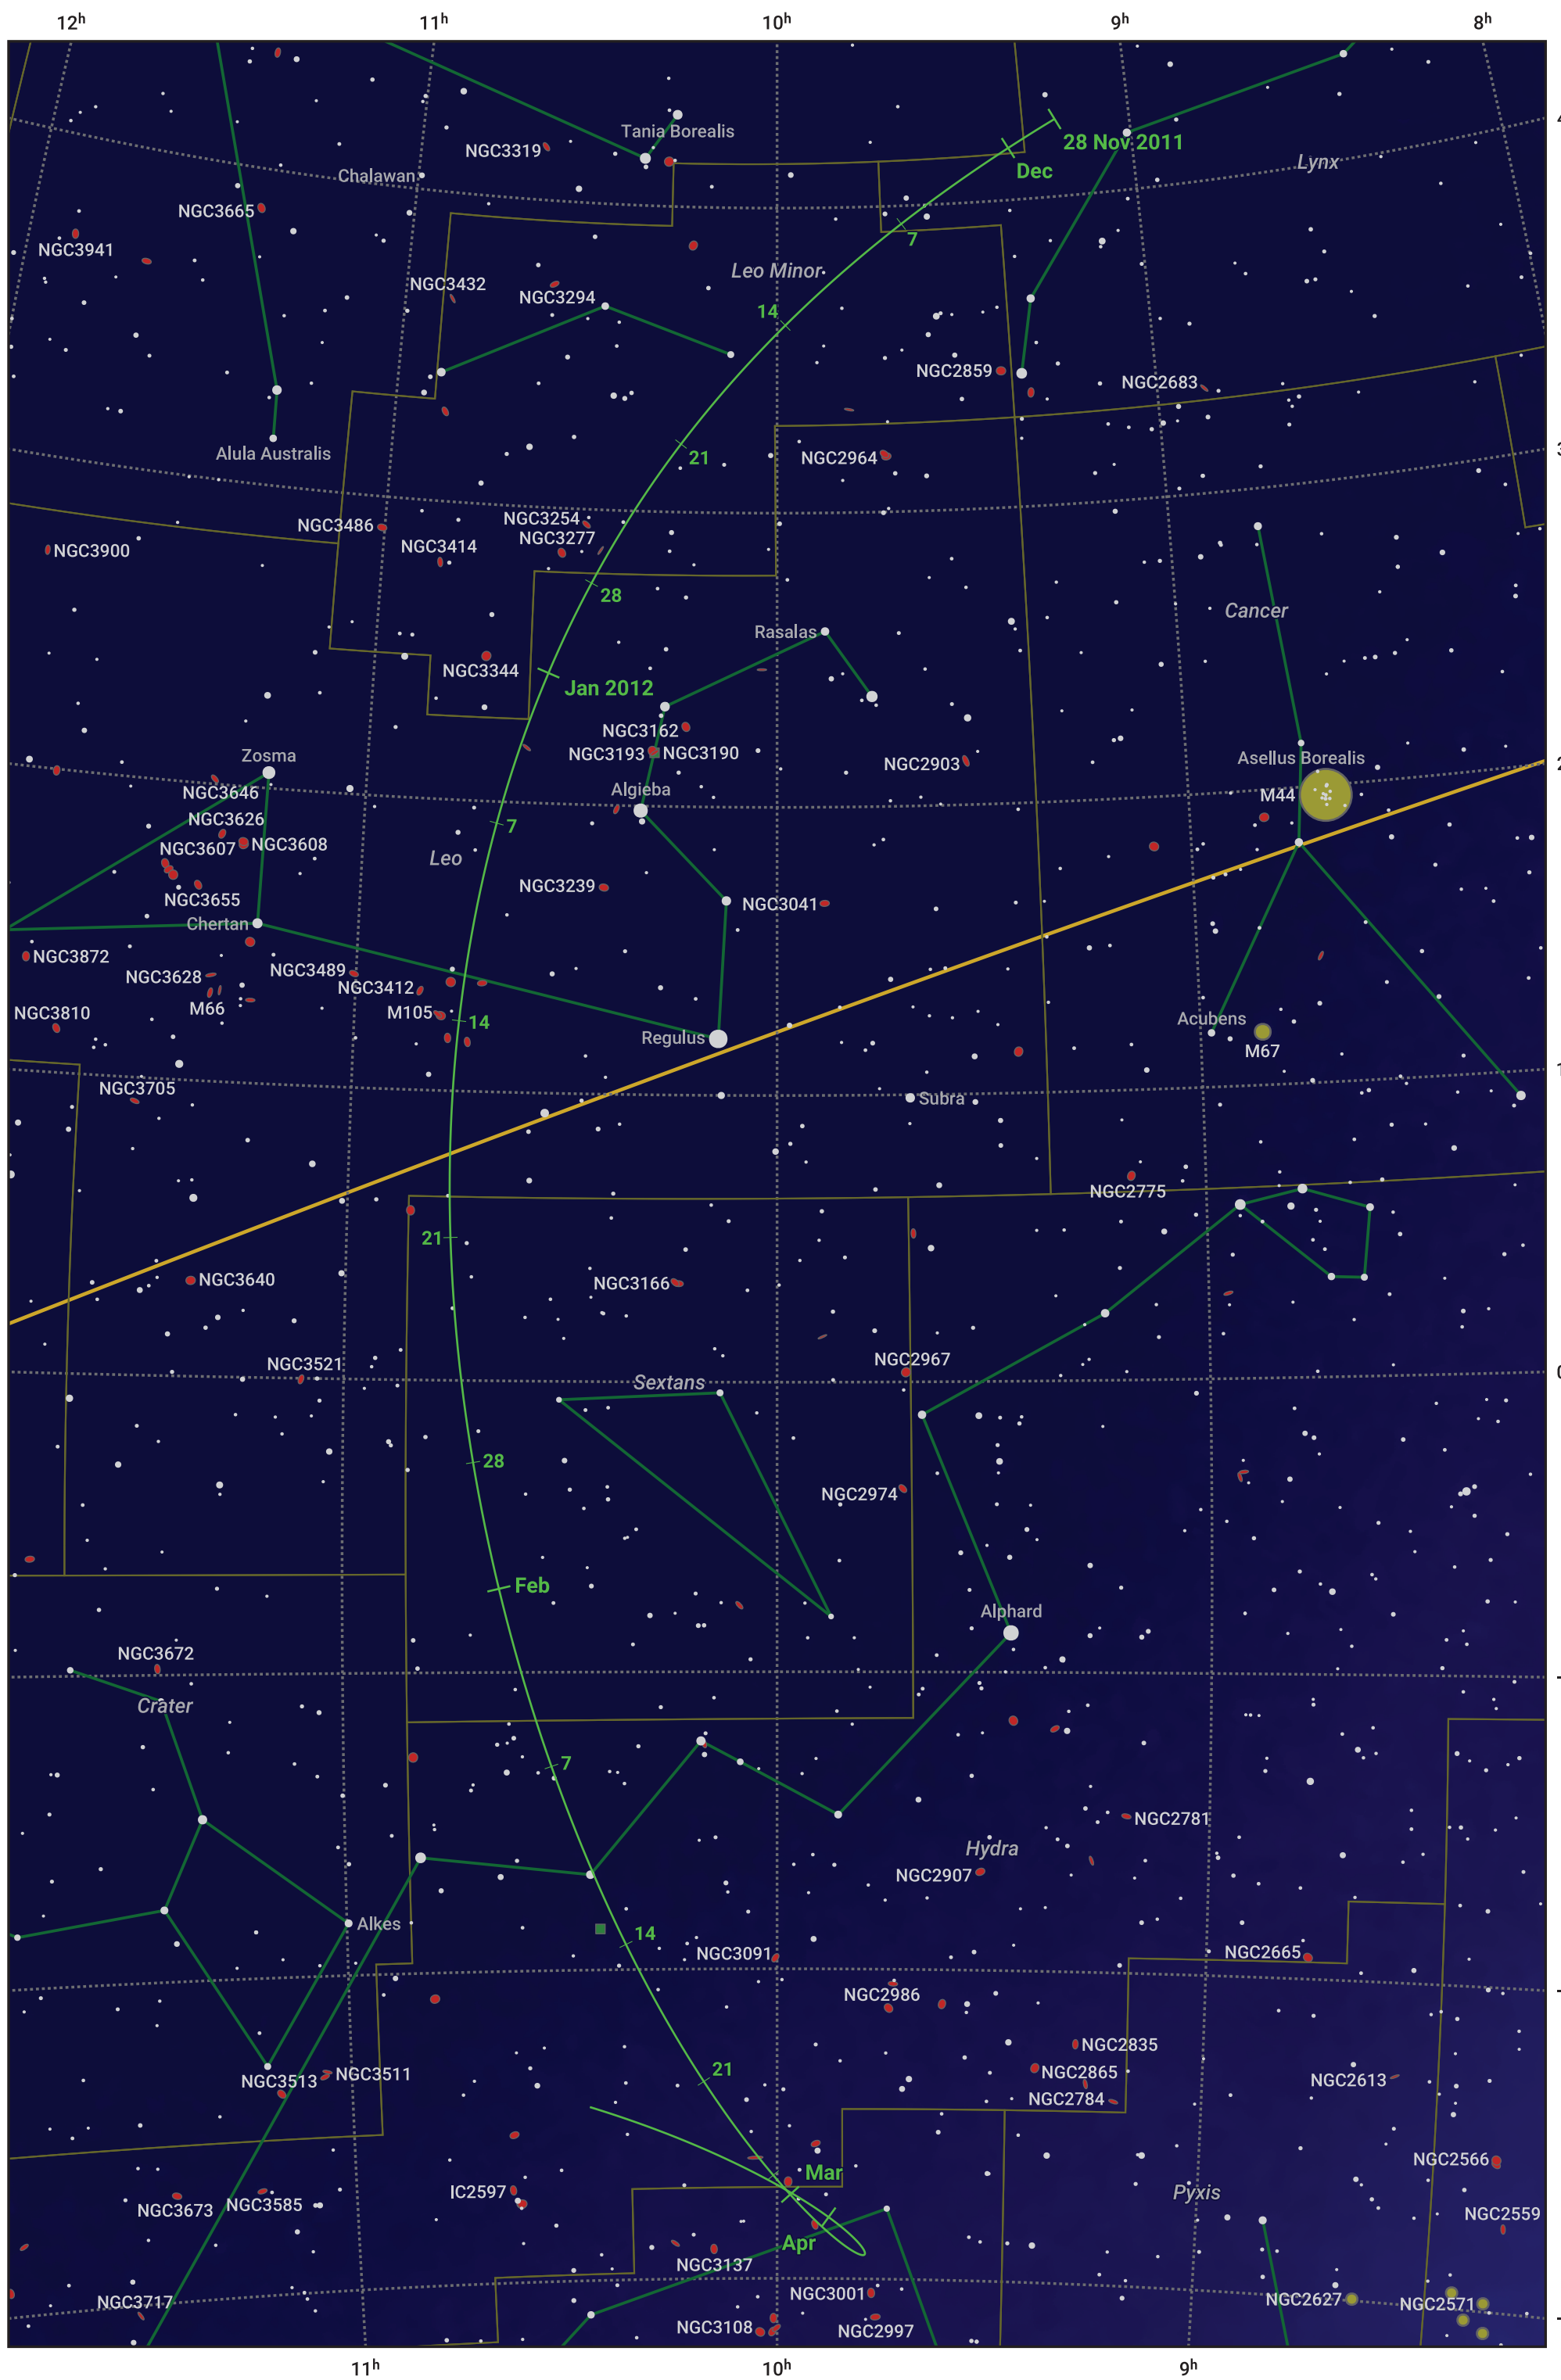 12h 11h 10h 9h 8h
Tania Borealis
28 Nov 2011
NGC3319
Lynx
Dec
Chalawan
NGC3665
7
NGC3941
Leo Minor
NGC3432
NGC3294
14
NGC2859
NGC2683
Alula Australis
21
NGC2964
NGC3486
NGC3254
NGC3277
NGC3414
NGC3900
28
Cancer
Rasalas
NGC3344
Jan 2012
NGC3162
NGC3193 NGC3190
Zosma
NGC2903
Asellus Borealis
NGC3646
Algieba
M44
NGC3626
7
NGC3607 NGC3608
Leo
NGC3239
NGC3655
NGC3041
Chertan
NGC3872
NGC3489
NGC3628
NGC3412
M66
M105
NGC3810
14
Acubens
Regulus
M67
NGC3705
Subra
NGC2775
21
NGC3640
NGC3166
NGC3521
NGC2967
Sextans
28
NGC2974
Feb
Alphard
NGC3672
Crater
7
NGC2781
Hydra
NGC2907
Alkes
14
NGC3091
NGC2665
NGC2986
NGC2835
21
NGC2865
NGC3511
NGC3513
NGC2613
NGC2784
Mar
NGC2566
IC2597
Pyxis
NGC3673 NGC3585
NGC2559
Apr
NGC3137
NGC3001
NGC2627
NGC2571
NGC3717
NGC3108
NGC2997
11h 10h 9h